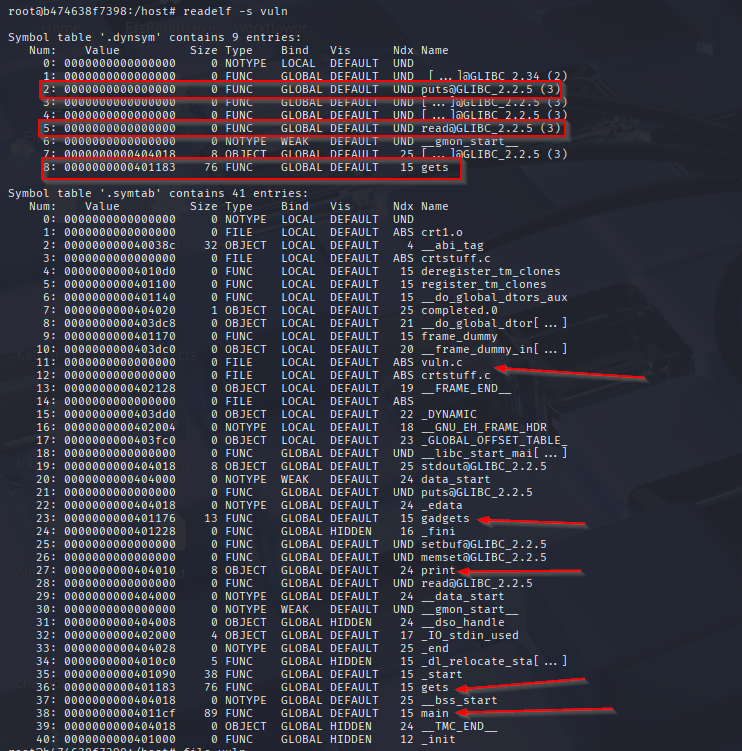 root@b474638f7398:/host# readelf -s vuln
Symbol table '.dynsym' contains 9 entries:
Num: Value Size Type Bind Vis Ndx Name
0: 0000000000000000 0 NOTYPE LOCAL DEFAULT UND
1: 0000000000000000 0 FUNC GLOBAL DEFAULT UND _[...]@GLIBC_2.34 (2)
2: 0000000000000000 0 FUNC GLOBAL DEFAULT UND puts@GLIBC_2.2.5 (3)
3: 0000000000000000 0 FUNC GLOBAL DEFAULT UND [...]@GLIBC_2.2.5 (3)
4: 0000000000000000 0 FUNC GLOBAL DEFAULT UND [...]@GLIBC_2.2.5 (3)
5: 0000000000000000 0 FUNC GLOBAL DEFAULT UND read@GLIBC_2.2.5 (3)
6: 0000000000000000 0 NOTYPE WEAK DEFAULT UND __gmon_start__
7: 0000000000404018 8 OBJECT GLOBAL DEFAULT 25 [...]@GLIBC_2.2.5 (3)
8: 0000000000401183 76 FUNC GLOBAL DEFAULT 15 gets
Symbol table '.symtab' contains 41 entries:
Num: Value Size Type Bind Vis Ndx Name
0: 0000000000000000 0 NOTYPE LOCAL DEFAULT UND
1: 0000000000000000 0 FILE LOCAL DEFAULT ABS crt1.o
2: 000000000040038c 32 OBJECT LOCAL DEFAULT 4 __abi_tag
3: 0000000000000000 0 FILE LOCAL DEFAULT ABS crtstuff.c
4: 00000000004010d0 0 FUNC LOCAL DEFAULT 15 deregister_tm_clones
5: 0000000000401100 0 FUNC LOCAL DEFAULT 15 register_tm_clones
6: 0000000000401140 0 FUNC LOCAL DEFAULT 15 __do_global_dtors_aux
7: 0000000000404020 1 OBJECT LOCAL DEFAULT 25 completed.0
8: 0000000000403dc8 0 OBJECT LOCAL DEFAULT 21 __do_global_dtor[...]
9: 0000000000401170 0 FUNC LOCAL DEFAULT 15 frame_dummy
10: 0000000000403dc0 0 OBJECT LOCAL DEFAULT 20 __frame_dummy_in[...]
11: 0000000000000000 0 FILE LOCAL DEFAULT ABS vuln.c
12: 0000000000000000 0 FILE LOCAL DEFAULT ABS crtstuff.c
13: 0000000000402128 0 OBJECT LOCAL DEFAULT 19 __FRAME_END__
14: 0000000000000000 0 FILE LOCAL DEFAULT ABS
15: 0000000000403dd0 0 OBJECT LOCAL DEFAULT 22 _DYNAMIC
16: 0000000000402004 0 NOTYPE LOCAL DEFAULT 18 __GNU_EH_FRAME_HDR
17: 0000000000403fc0 0 OBJECT LOCAL DEFAULT 23 _GLOBAL_OFFSET_TABLE_
18: 0000000000000000 0 FUNC GLOBAL DEFAULT UND __libc_start_mai[...]
19: 0000000000404018 8 OBJECT GLOBAL DEFAULT 25 stdout@GLIBC_2.2.5
20: 0000000000404000 0 NOTYPE WEAK DEFAULT 24 data_start
21: 0000000000000000 0 FUNC GLOBAL DEFAULT UND puts@GLIBC_2.2.5
22: 0000000000404018 0 NOTYPE GLOBAL DEFAULT 24 _edata
23: 0000000000401176 13 FUNC GLOBAL DEFAULT 15 gadgets
24: 0000000000401228 0 FUNC GLOBAL HIDDEN 16 _fini
25: 0000000000000000 0 FUNC GLOBAL DEFAULT UND setbuf@GLIBC_2.2.5
26: 0000000000000000 0 FUNC GLOBAL DEFAULT UND memset@GLIBC_2.2.5
27: 0000000000404010 8 OBJECT GLOBAL DEFAULT 24 print
28: 0000000000000000 0 FUNC GLOBAL DEFAULT UND read@GLIBC_2.2.5
29: 0000000000404000 0 NOTYPE GLOBAL DEFAULT 24 __data_start
30: 0000000000000000 0 NOTYPE WEAK DEFAULT UND __gmon_start__
31: 0000000000404008 0 OBJECT GLOBAL HIDDEN 24 __dso_handle
32: 0000000000402000 4 OBJECT GLOBAL DEFAULT 17 _IO_stdin_used
33: 0000000000404028 0 NOTYPE GLOBAL DEFAULT 25 _end
34: 00000000004010c0 5 FUNC GLOBAL HIDDEN 15 _dl_relocate_sta[...]
35: 0000000000401090 38 FUNC GLOBAL DEFAULT 15 _start
36: 0000000000401183 76 FUNC GLOBAL DEFAULT 15 gets
37: 0000000000404018 0 NOTYPE GLOBAL DEFAULT 25 __bss_start
38: 00000000004011cf 89 FUNC GLOBAL DEFAULT 15 main
39: 0000000000404018 0 OBJECT GLOBAL HIDDEN 24 __TMC_END__
40: 0000000000401000 0 FUNC GLOBAL HIDDEN 12 _init
root@b474638f7398:/host# file vuln